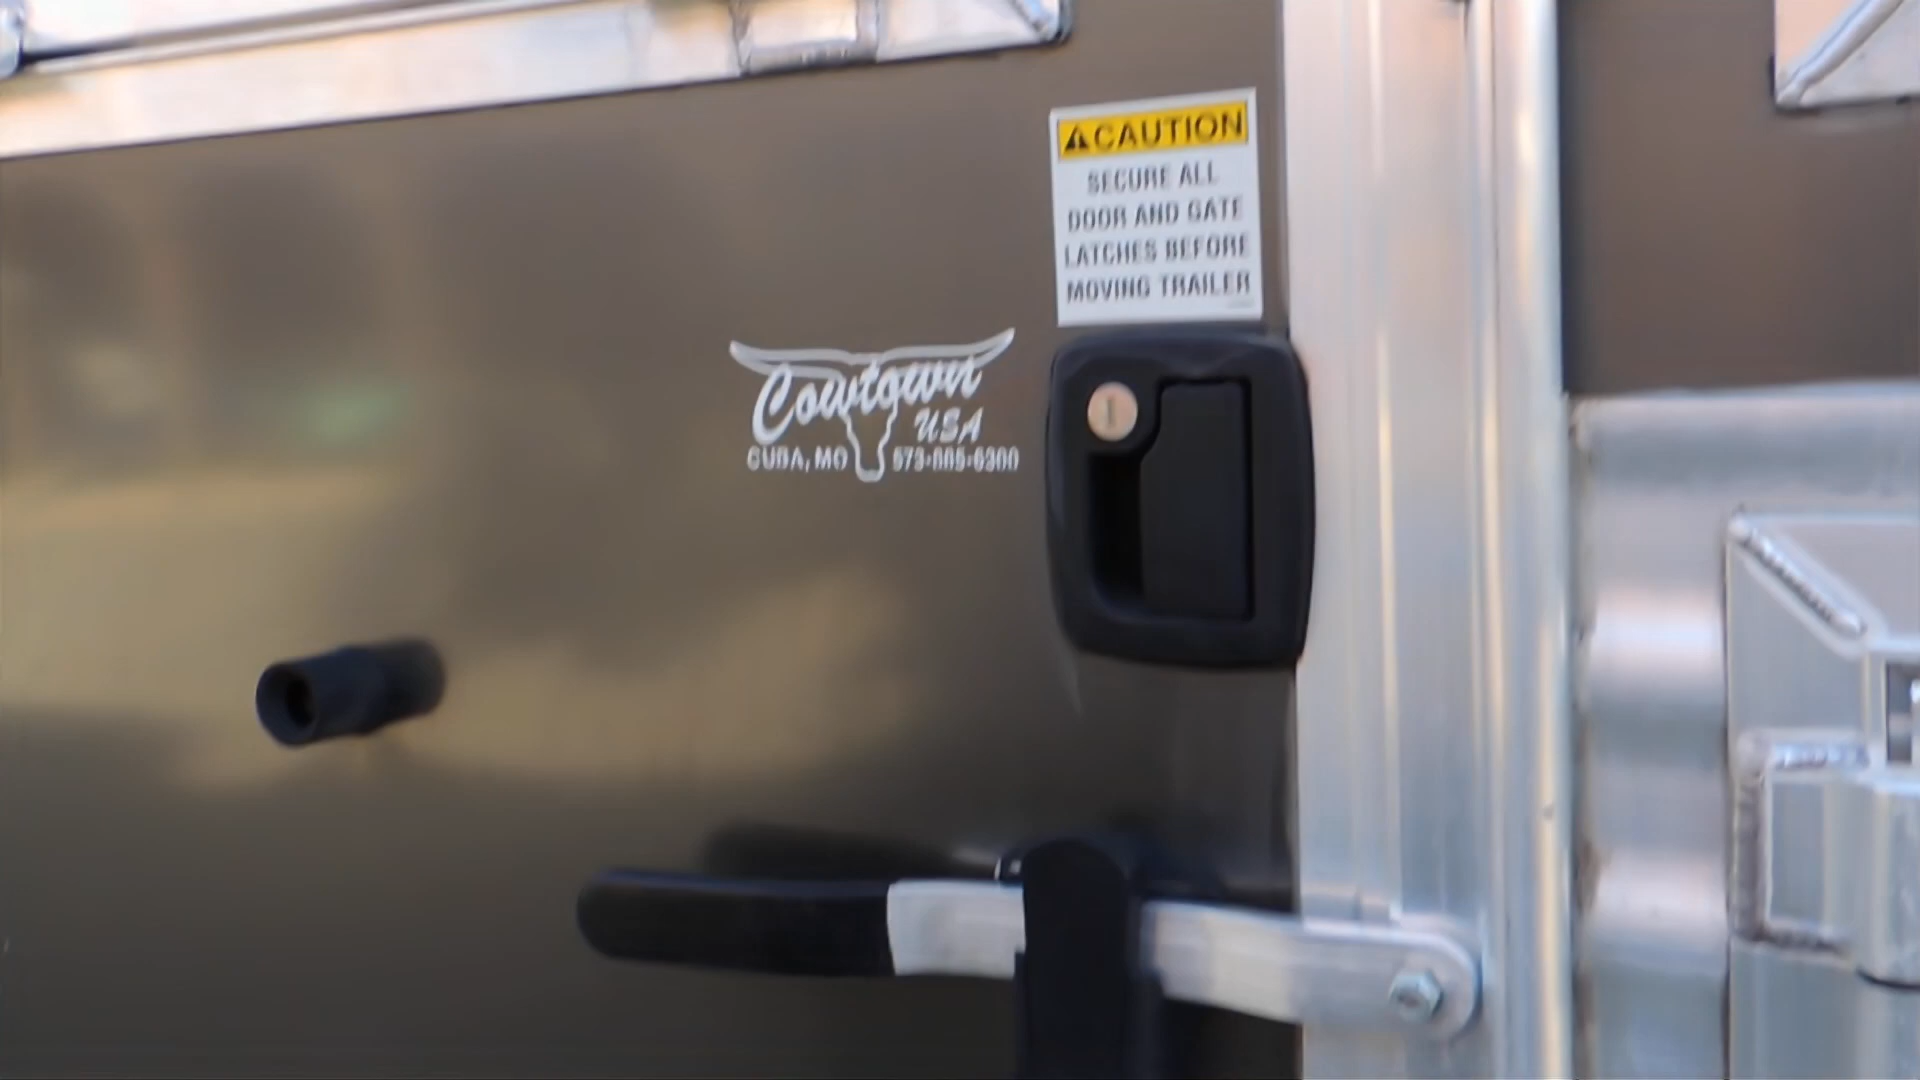 CAUTION
SECURE ALL
DOOR AND GATE
LATCHES BEFORE
MOVING TRAILER
Cowtown
USA
CUBA, MO